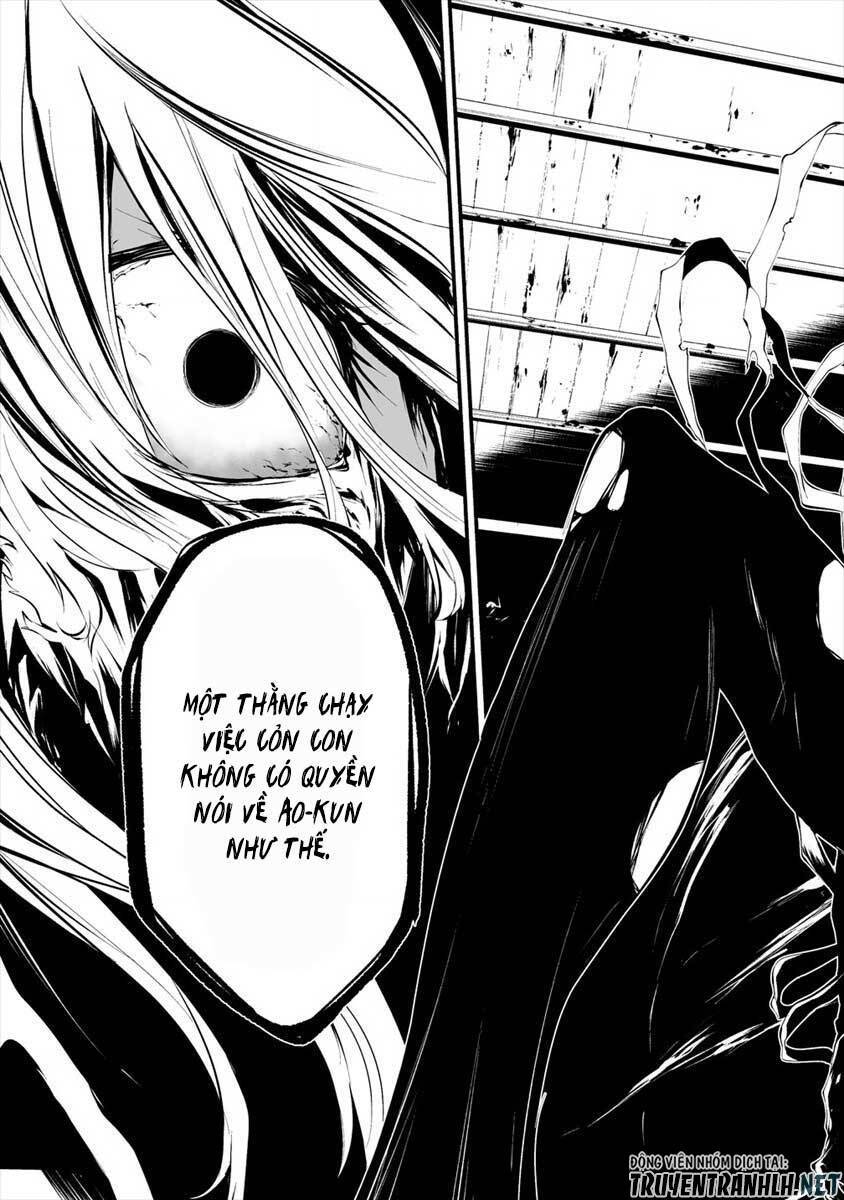 MỘT THẰNG CHẠY
VIỆC CỎN CON
KHÔNG CÓ QUYỀN
NÓI VỀ AO-KUN
NHƯ THẾ.
ĐỘNG VIÊN NHÓM DỊCH TẠI:
TRUYENTRANHLH.NET